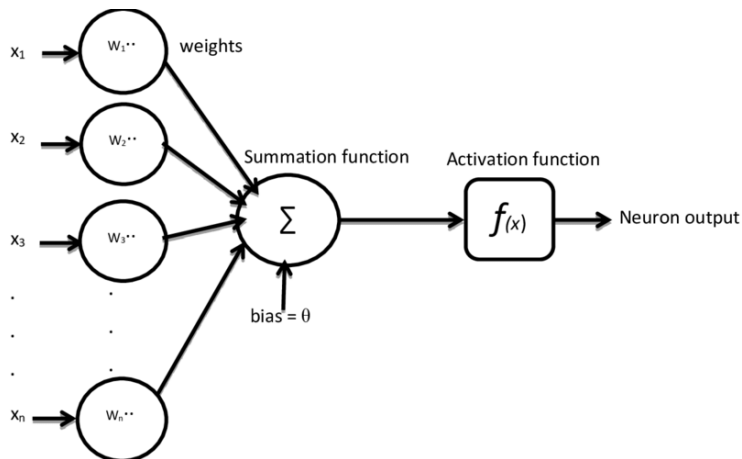 x₁ W₁.. weights
x₂ W₂..
Summation function Activation function
x₃ W₃.. Σ f(x) Neuron output
. .
. .
. .
bias = θ
xₙ Wₙ..